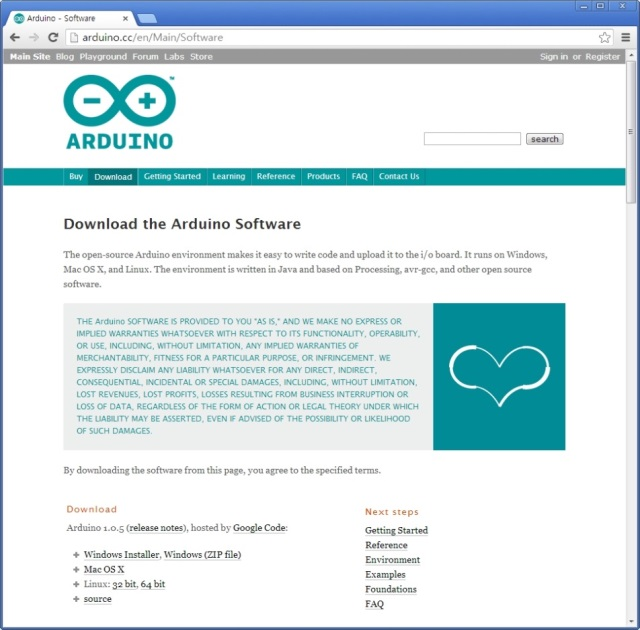 Arduino - Software
arduino.cc/en/Main/Software
Main Site Blog Playground Forum Labs Store
Sign in or Register
ARDUINO
TM
search
Buy Download Getting Started Learning Reference Products FAQ Contact Us
Download the Arduino Software
The open-source Arduino environment makes it easy to write code and upload it to the i/o board. It runs on Windows,
Mac OS X, and Linux. The environment is written in Java and based on Processing, avr-gcc, and other open source
software.
THE Arduino SOFTWARE IS PROVIDED TO YOU "AS IS," AND WE MAKE NO EXPRESS OR
IMPLIED WARRANTIES WHATSOEVER WITH RESPECT TO ITS FUNCTIONALITY, OPERABILITY,
OR USE, INCLUDING, WITHOUT LIMITATION, ANY IMPLIED WARRANTIES OF
MERCHANTABILITY, FITNESS FOR A PARTICULAR PURPOSE, OR INFRINGEMENT. WE
EXPRESSLY DISCLAIM ANY LIABILITY WHATSOEVER FOR ANY DIRECT, INDIRECT,
CONSEQUENTIAL, INCIDENTAL OR SPECIAL DAMAGES, INCLUDING, WITHOUT LIMITATION,
LOST REVENUES, LOST PROFITS, LOSSES RESULTING FROM BUSINESS INTERRUPTION OR
LOSS OF DATA, REGARDLESS OF THE FORM OF ACTION OR LEGAL THEORY UNDER WHICH
THE LIABILITY MAY BE ASSERTED, EVEN IF ADVISED OF THE POSSIBILITY OR LIKELIHOOD
OF SUCH DAMAGES.
By downloading the software from this page, you agree to the specified terms.
Download
Arduino 1.0.5 (release notes), hosted by Google Code:
Windows Installer, Windows (ZIP file)
Mac OS X
Linux: 32 bit, 64 bit
source
Next steps
Getting Started
Reference
Environment
Examples
Foundations
FAQ